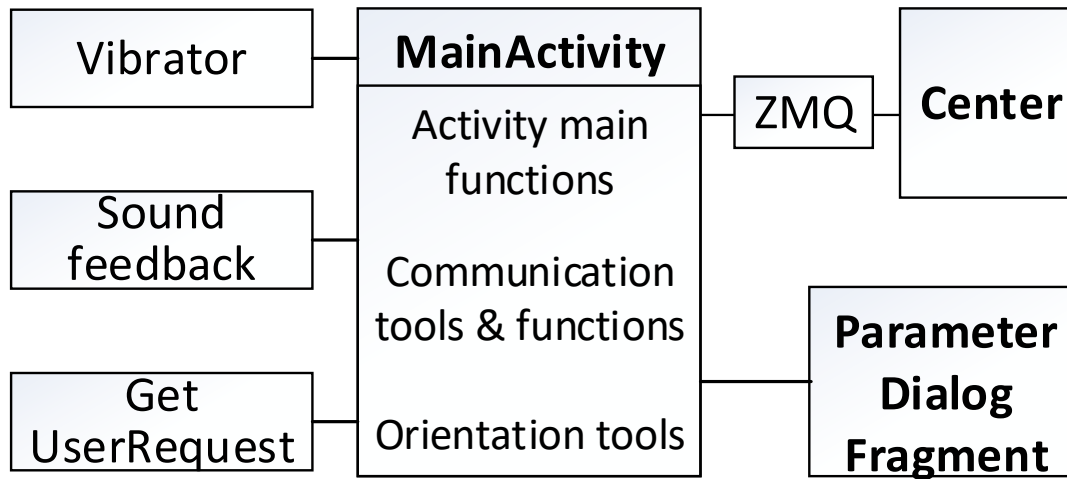 Vibrator
Sound
feedback
Get
UserRequest
MainActivity
Activity main
functions
Communication
tools & functions
Orientation tools
ZMQ
Center
Parameter
Dialog
Fragment